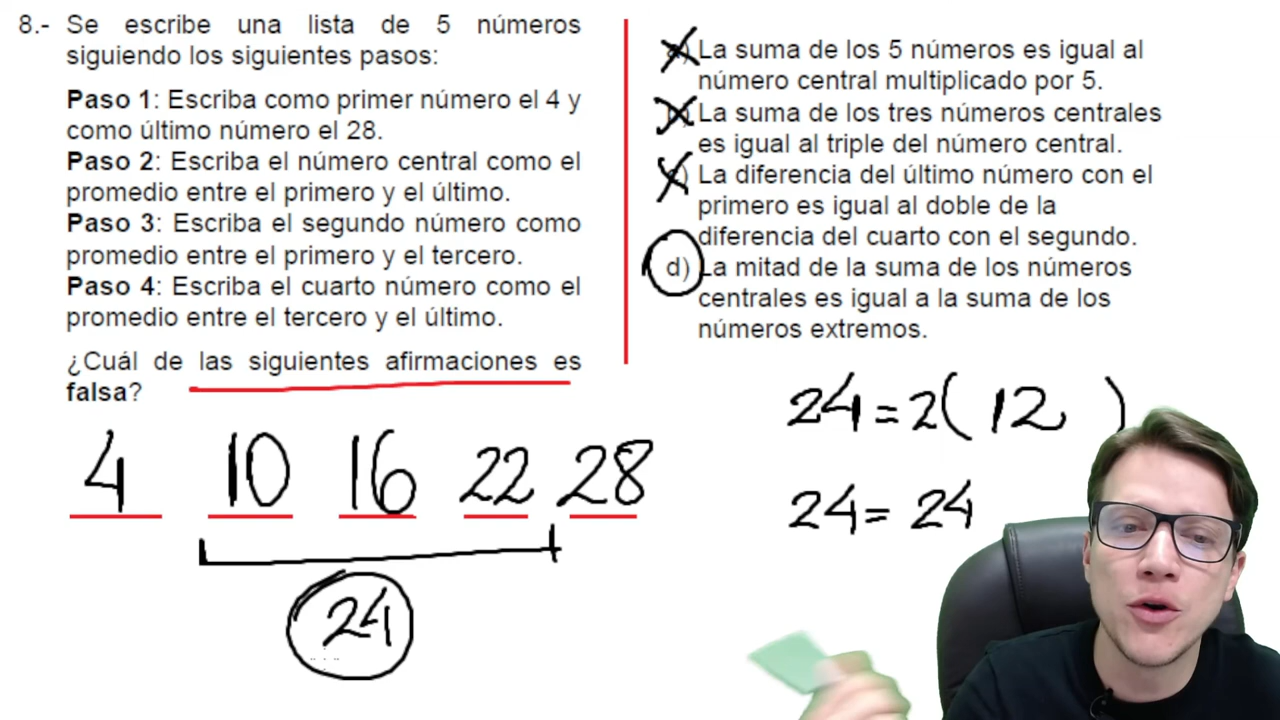 8.- Se escribe una lista de 5 números
siguiendo los siguientes pasos:
Paso 1: Escriba como primer número el 4 y
como último número el 28.
Paso 2: Escriba el número central como el
promedio entre el primero y el último.
Paso 3: Escriba el segundo número como
promedio entre el primero y el tercero.
Paso 4: Escriba el cuarto número como el
promedio entre el tercero y el último.
¿Cuál de las siguientes afirmaciones es
falsa?
4 10 16 22 28
24
a) La suma de los 5 números es igual al
número central multiplicado por 5.
b) La suma de los tres números centrales
es igual al triple del número central.
c) La diferencia del último número con el
primero es igual al doble de la
diferencia del cuarto con el segundo.
d) La mitad de la suma de los números
centrales es igual a la suma de los
números extremos.
24 = 2( 12 )
24 = 24